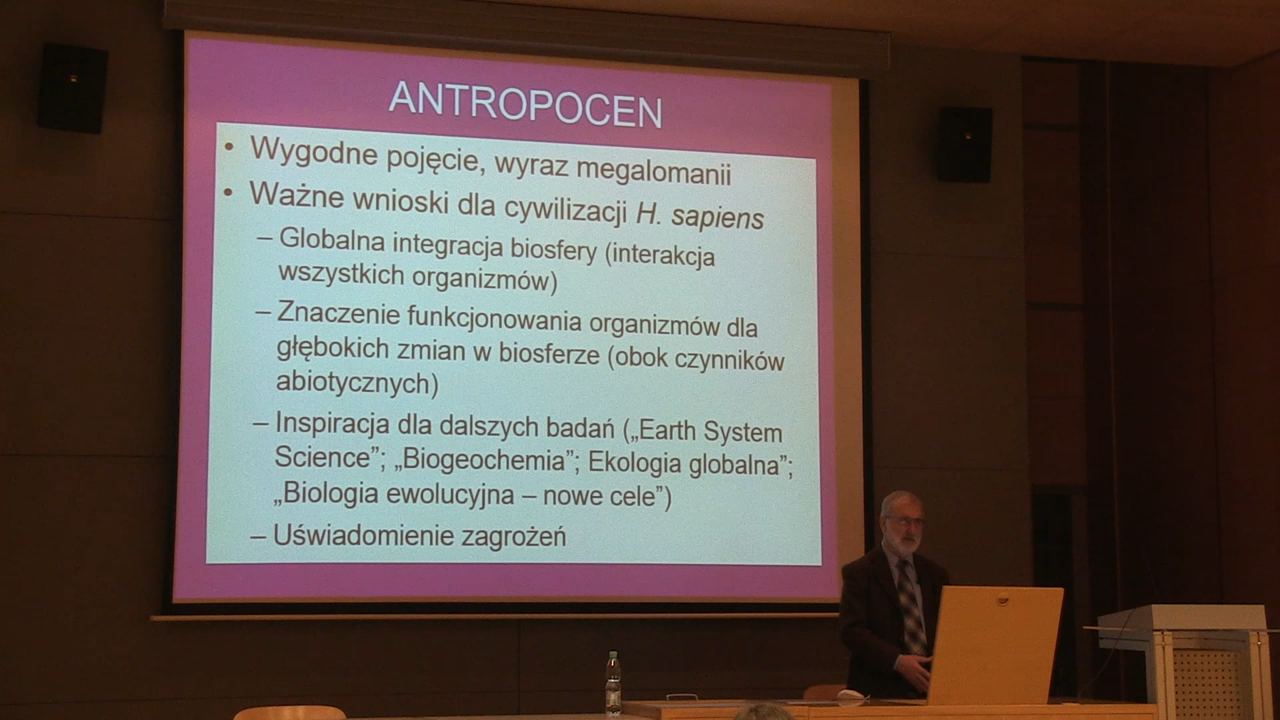 ANTROPOCEN
• Wygodne pojęcie, wyraz megalomanii
• Ważne wnioski dla cywilizacji H. sapiens
– Globalna integracja biosfery (interakcja
wszystkich organizmów)
– Znaczenie funkcjonowania organizmów dla
głębokich zmian w biosferze (obok czynników
abiotycznych)
– Inspiracja dla dalszych badań („Earth System
Science”; „Biogeochemia”; Ekologia globalna”;
„Biologia ewolucyjna – nowe cele”)
– Uświadomienie zagrożeń